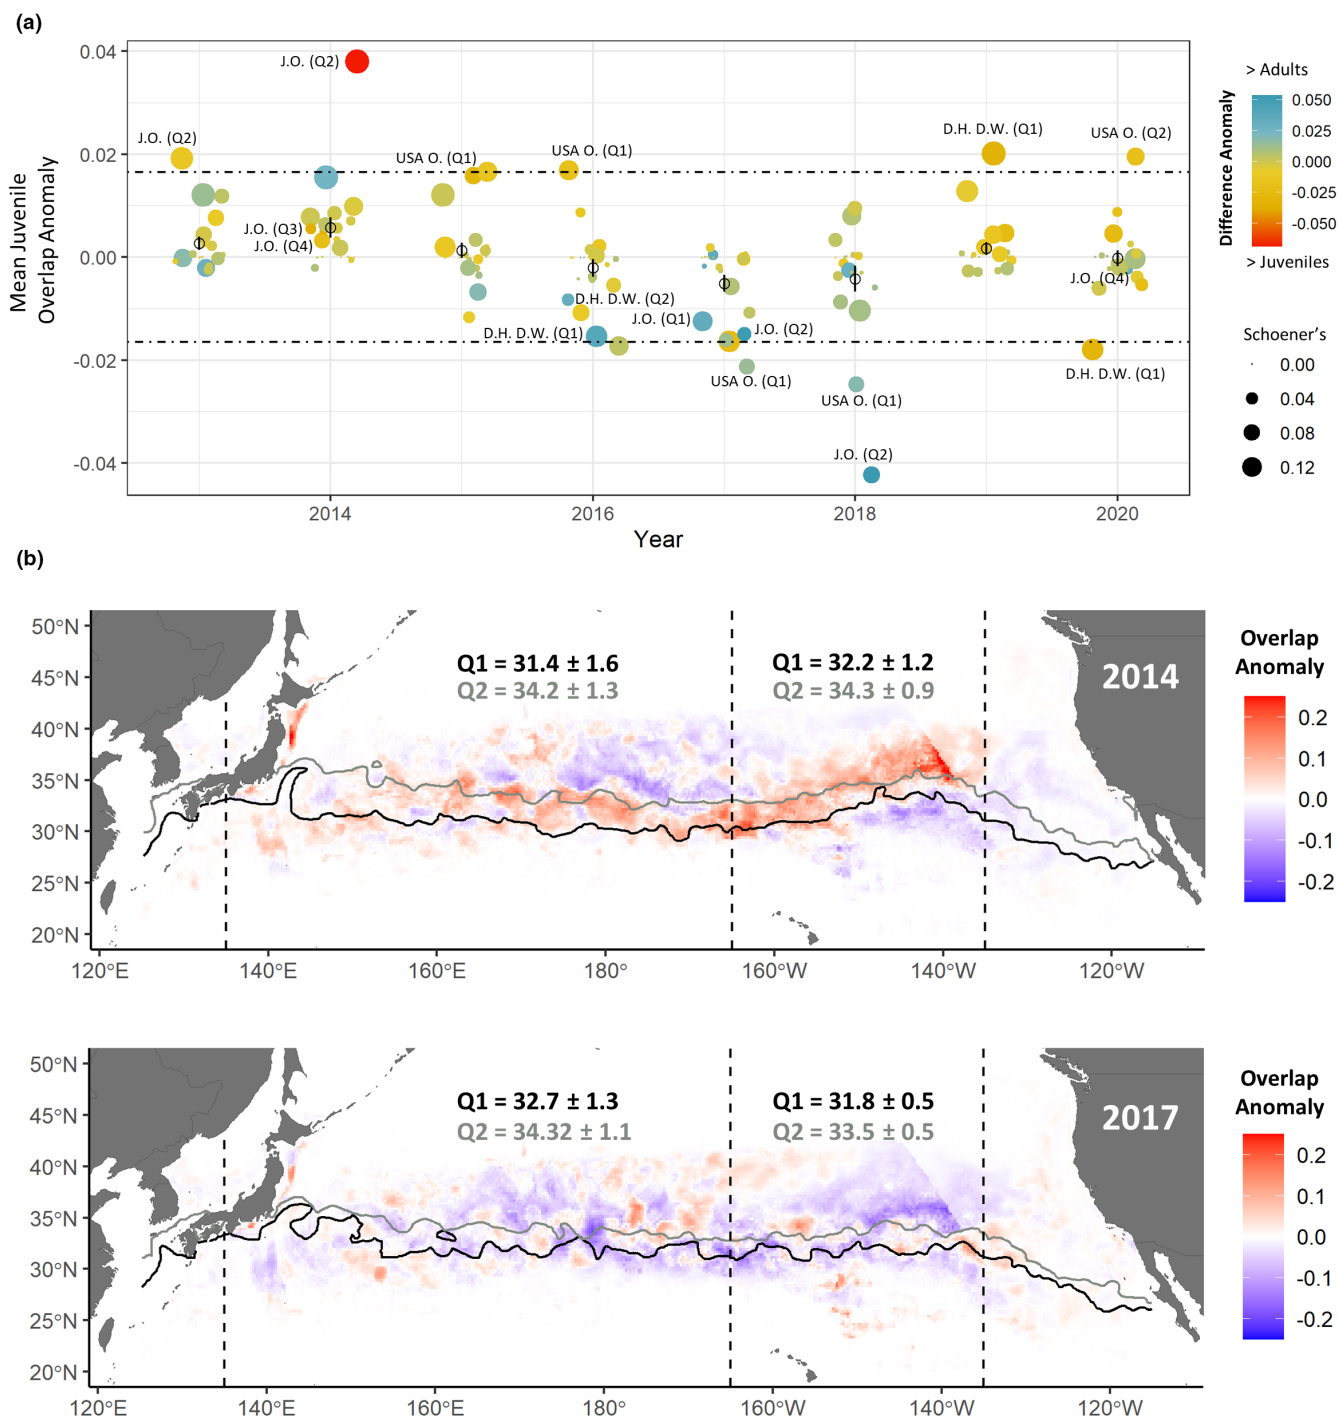 (a)
0.04
0.02
0.00
-0.02
-0.04
Mean Juvenile
Overlap Anomaly
J.O. (Q2)
J.O. (Q2)
J.O. (Q3)
J.O. (Q4)
USA O. (Q1)
USA O. (Q1)
D.H. D.W. (Q2)
D.H. D.W. (Q1)
J.O. (Q1)
J.O. (Q2)
USA O. (Q1)
USA O. (Q1)
J.O. (Q2)
D.H. D.W. (Q1)
USA O. (Q2)
J.O. (Q4)
D.H. D.W. (Q1)
2014
2016
2018
2020
Year
> Adults
Difference Anomaly
0.050
0.025
0.000
-0.025
-0.050
> Juveniles
Schoener's
0.00
0.04
0.08
0.12
(b)
50°N
45°N
40°N
35°N
30°N
25°N
20°N
Q1 = 31.4 ± 1.6
Q2 = 34.2 ± 1.3
Q1 = 32.2 ± 1.2
Q2 = 34.3 ± 0.9
2014
120°E
140°E
160°E
180°
160°W
140°W
120°W
Overlap
Anomaly
0.2
0.1
0.0
-0.1
-0.2
50°N
45°N
40°N
35°N
30°N
25°N
20°N
Q1 = 32.7 ± 1.3
Q2 = 34.32 ± 1.1
Q1 = 31.8 ± 0.5
Q2 = 33.5 ± 0.5
2017
120°E
140°E
160°E
180°
160°W
140°W
120°W
Overlap
Anomaly
0.2
0.1
0.0
-0.1
-0.2